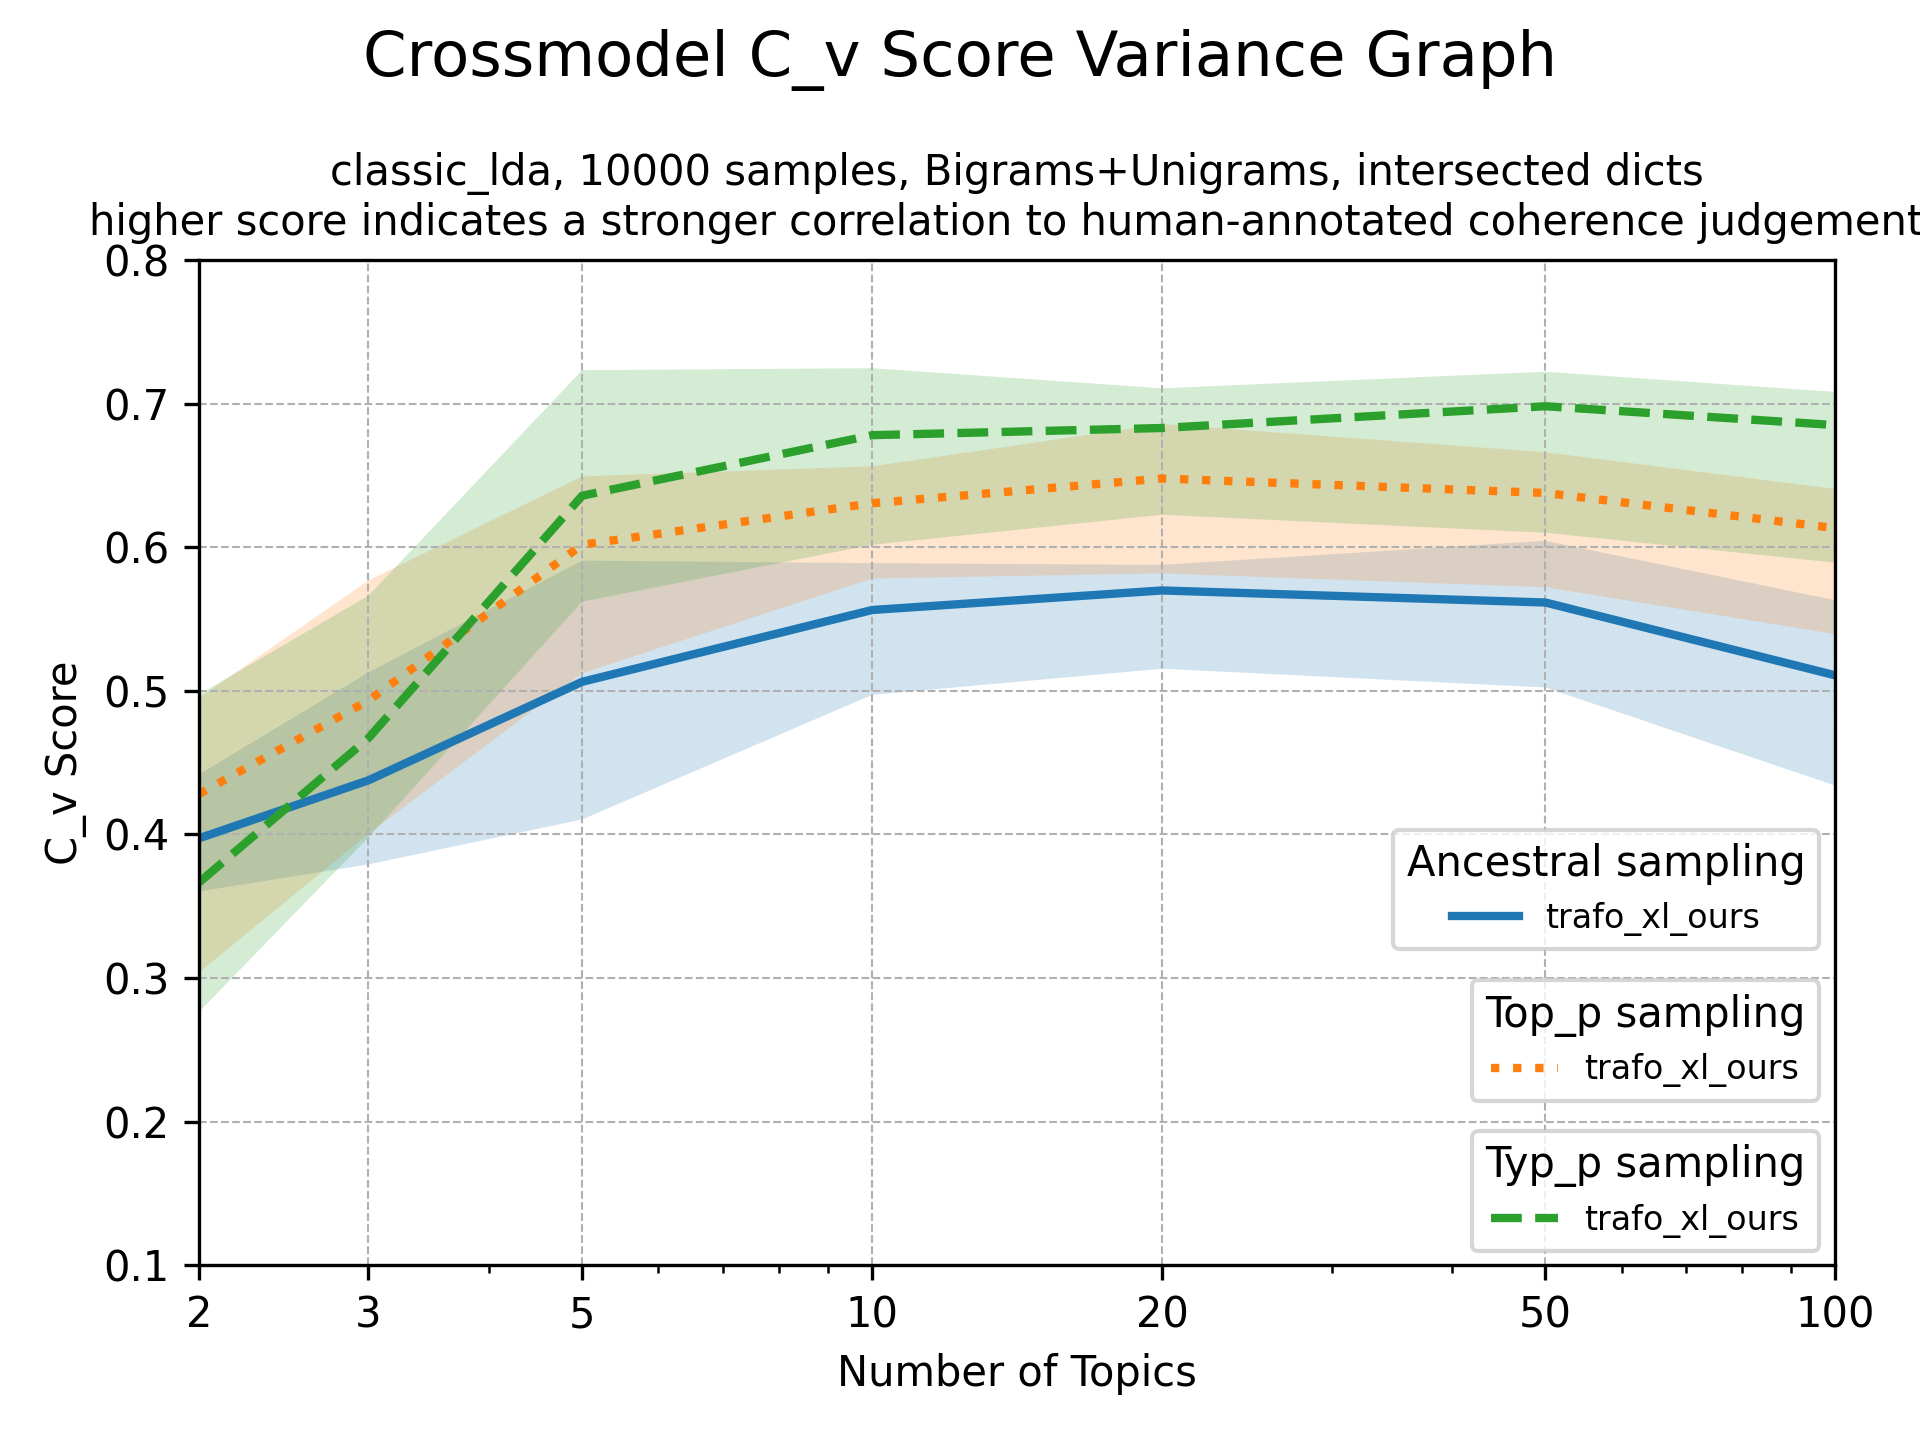 Crossmodel C_v Score Variance Graph
classic_lda, 10000 samples, Bigrams+Unigrams, intersected dicts
higher score indicates a stronger correlation to human-annotated coherence judgement
0.8
0.7
0.6
0.5
0.4
0.3
0.2
0.1
C_v Score
Ancestral sampling
trafo_xl_ours
Top_p sampling
trafo_xl_ours
Typ_p sampling
trafo_xl_ours
2 3 5 10 20 50 100
Number of Topics